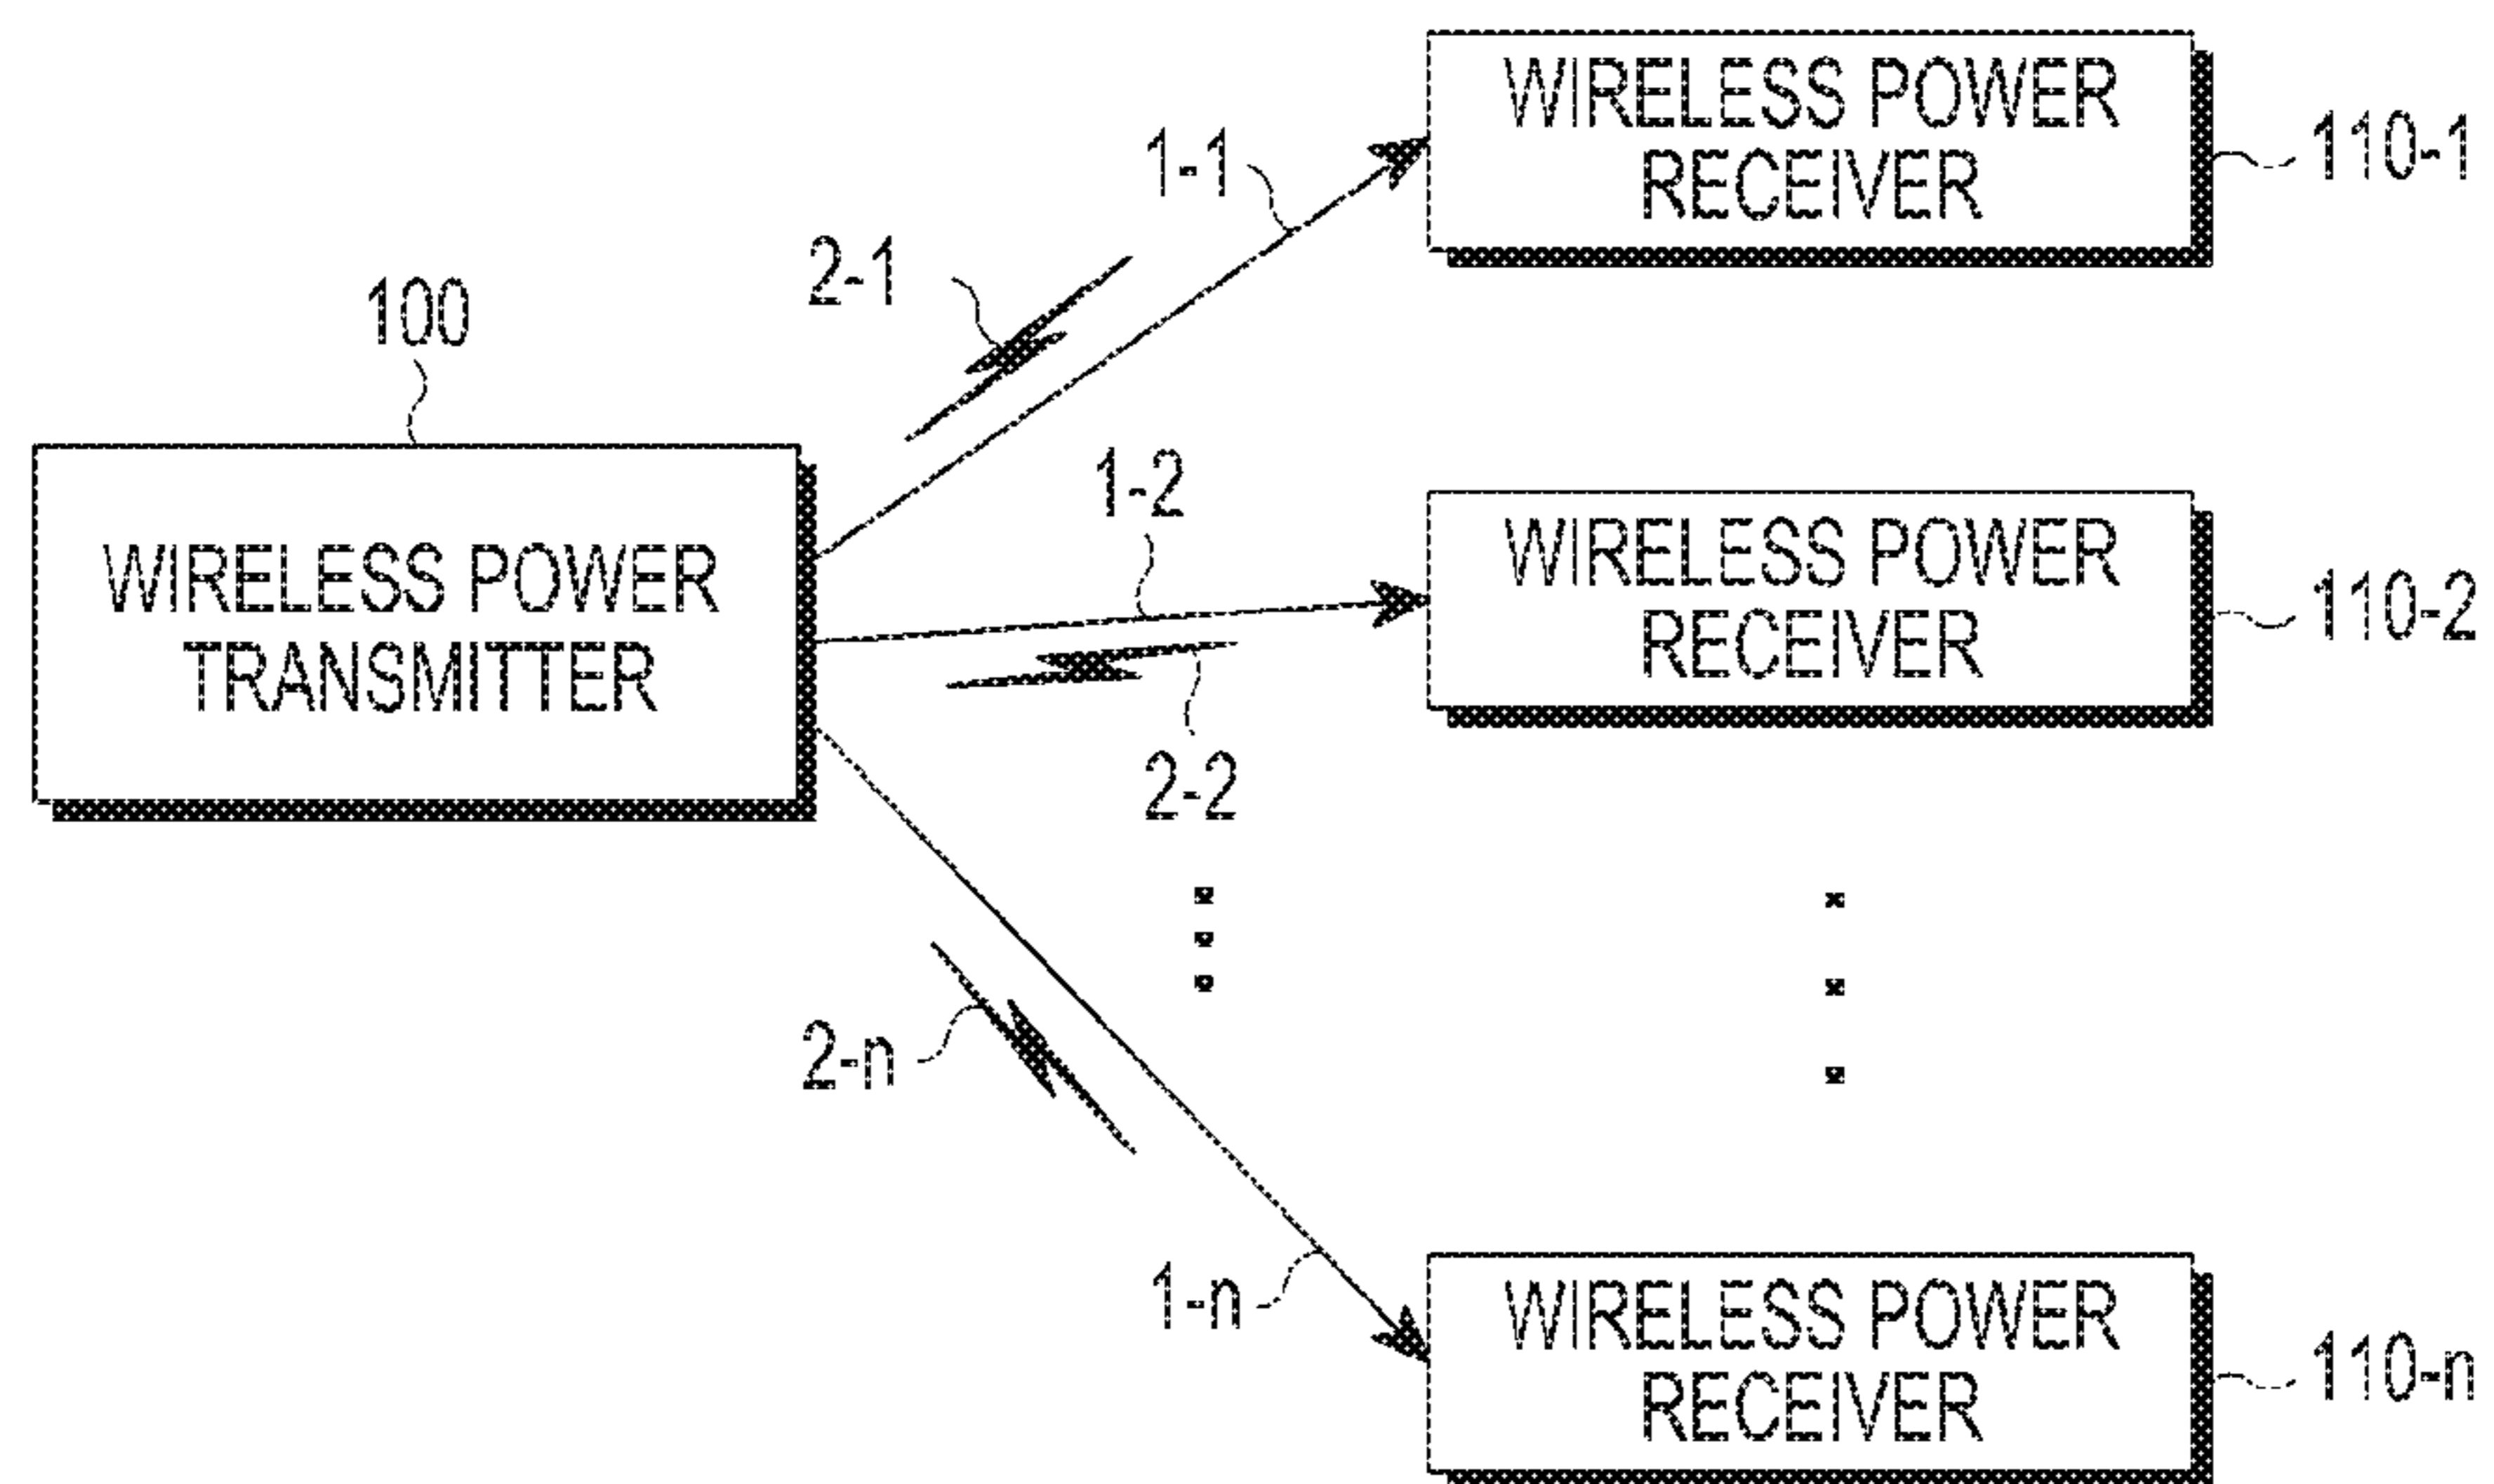 WIRELESS POWER
RECEIVER
110-1
1-1
2-1
100
1-2
WIRELESS POWER
TRANSMITTER
WIRELESS POWER
RECEIVER
110-2
2-2
2-n
1-n
WIRELESS POWER
RECEIVER
110-n